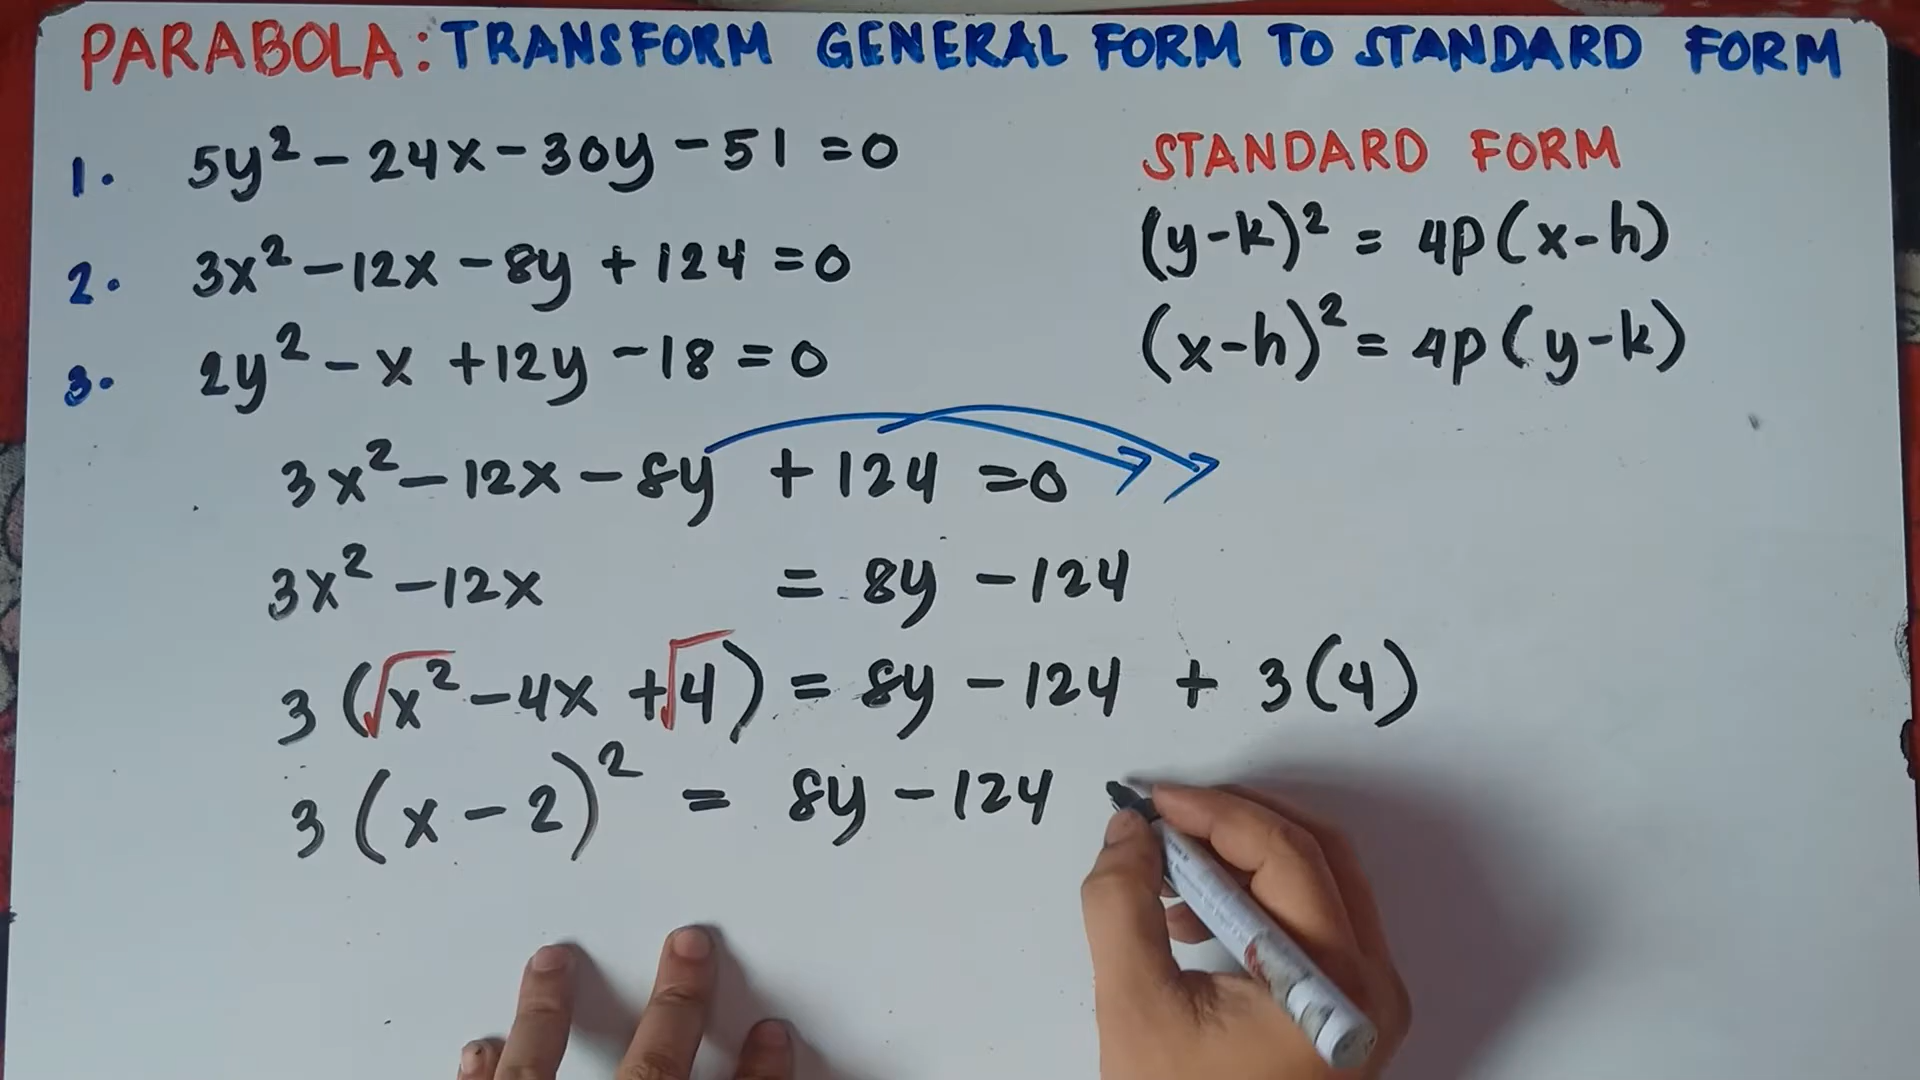 PARABOLA: TRANSFORM GENERAL FORM TO STANDARD FORM
1. 5y² - 24x - 30y - 51 = 0
2. 3x² - 12x - 8y + 124 = 0
3. 2y² - x + 12y - 18 = 0
STANDARD FORM
(y-k)² = 4p(x-h)
(x-h)² = 4p(y-k)
3x² - 12x - 8y + 124 = 0
3x² - 12x = 8y - 124
3(√x² - 4x + √4) = 8y - 124 + 3(4)
3(x - 2)² = 8y - 124